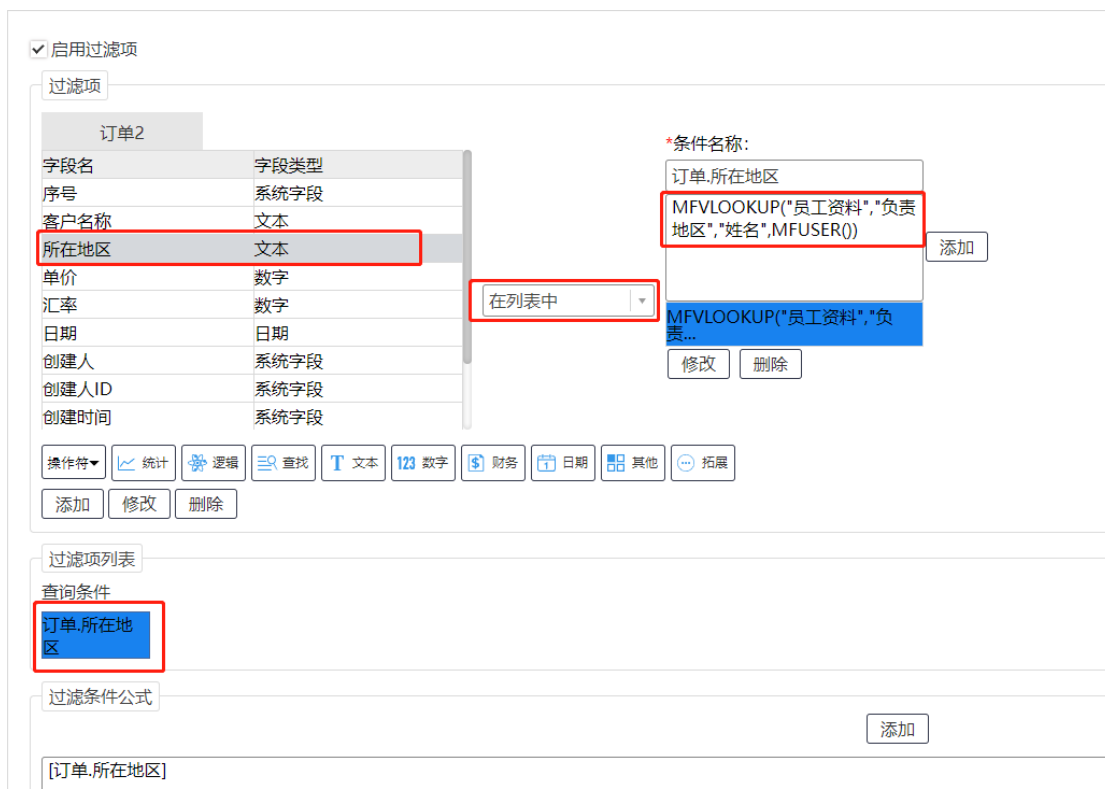 启用过滤项
过滤项
订单2
字段名 字段类型
序号 系统字段
客户名称 文本
所在地区 文本
单价 数字
汇率 数字
日期 日期
创建人 系统字段
创建人ID 系统字段
创建时间 系统字段
在列表中
*条件名称:
订单.所在地区
MFVLOOKUP("员工资料","负责
地区","姓名",MFUSER())
添加
MFVLOOKUP("员工资料","负
责...
修改 删除
操作符 统计 逻辑 查找 T 文本 123 数字 $ 财务 1 日期 其他 拓展
添加 修改 删除
过滤项列表
查询条件
订单.所在地
区
过滤条件公式
添加
[订单.所在地区]